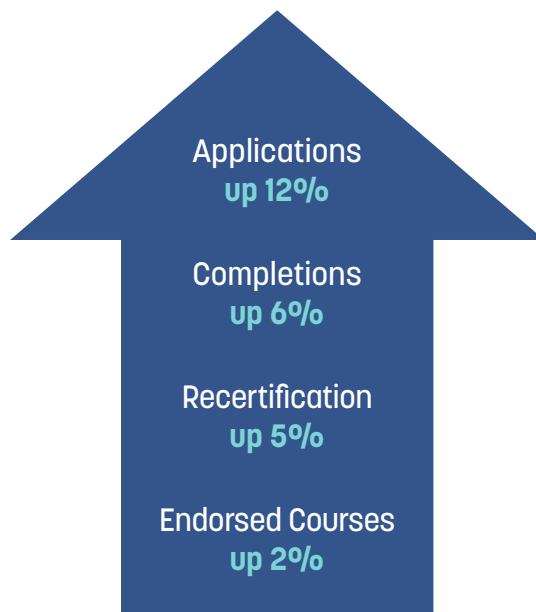 Applications
up 12%
Completions
up 6%
Recertification
up 5%
Endorsed Courses
up 2%